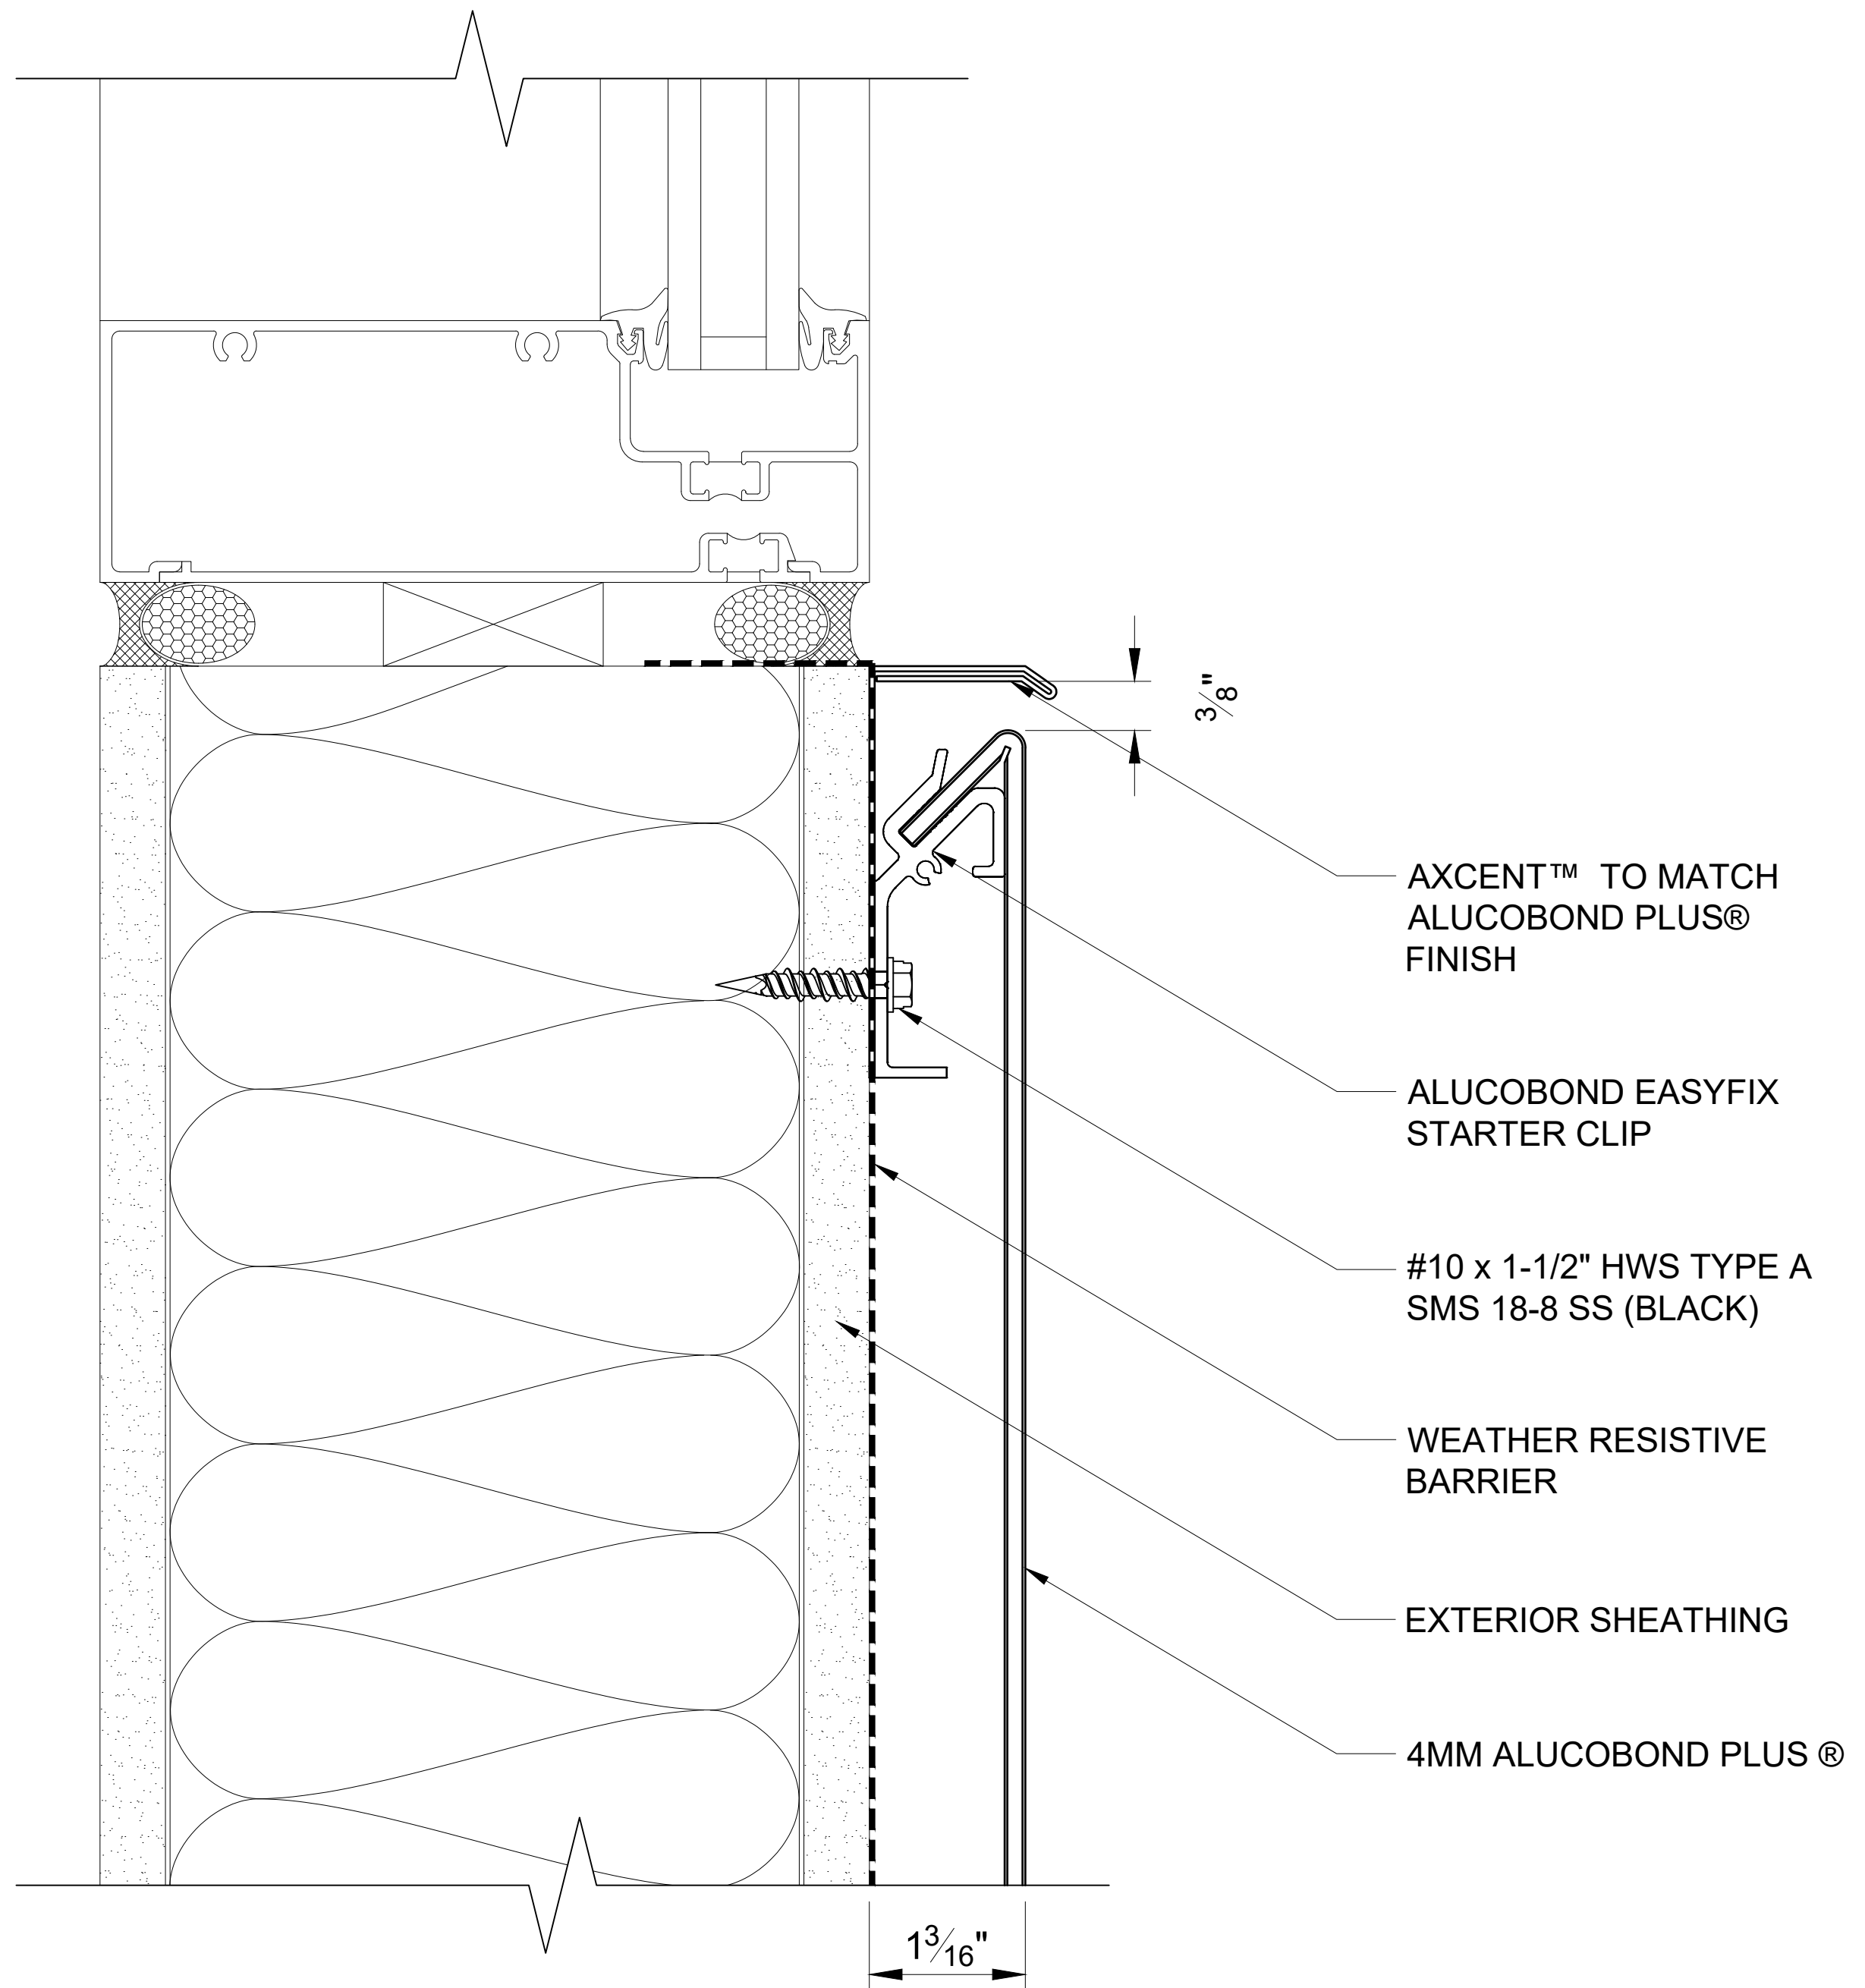 3/8"
AXCENT™ TO MATCH
ALUCOBOND PLUS®
FINISH
ALUCOBOND EASYFIX
STARTER CLIP
#10 x 1-1/2" HWS TYPE A
SMS 18-8 SS (BLACK)
WEATHER RESISTIVE
BARRIER
EXTERIOR SHEATHING
4MM ALUCOBOND PLUS ®
1 3/16"